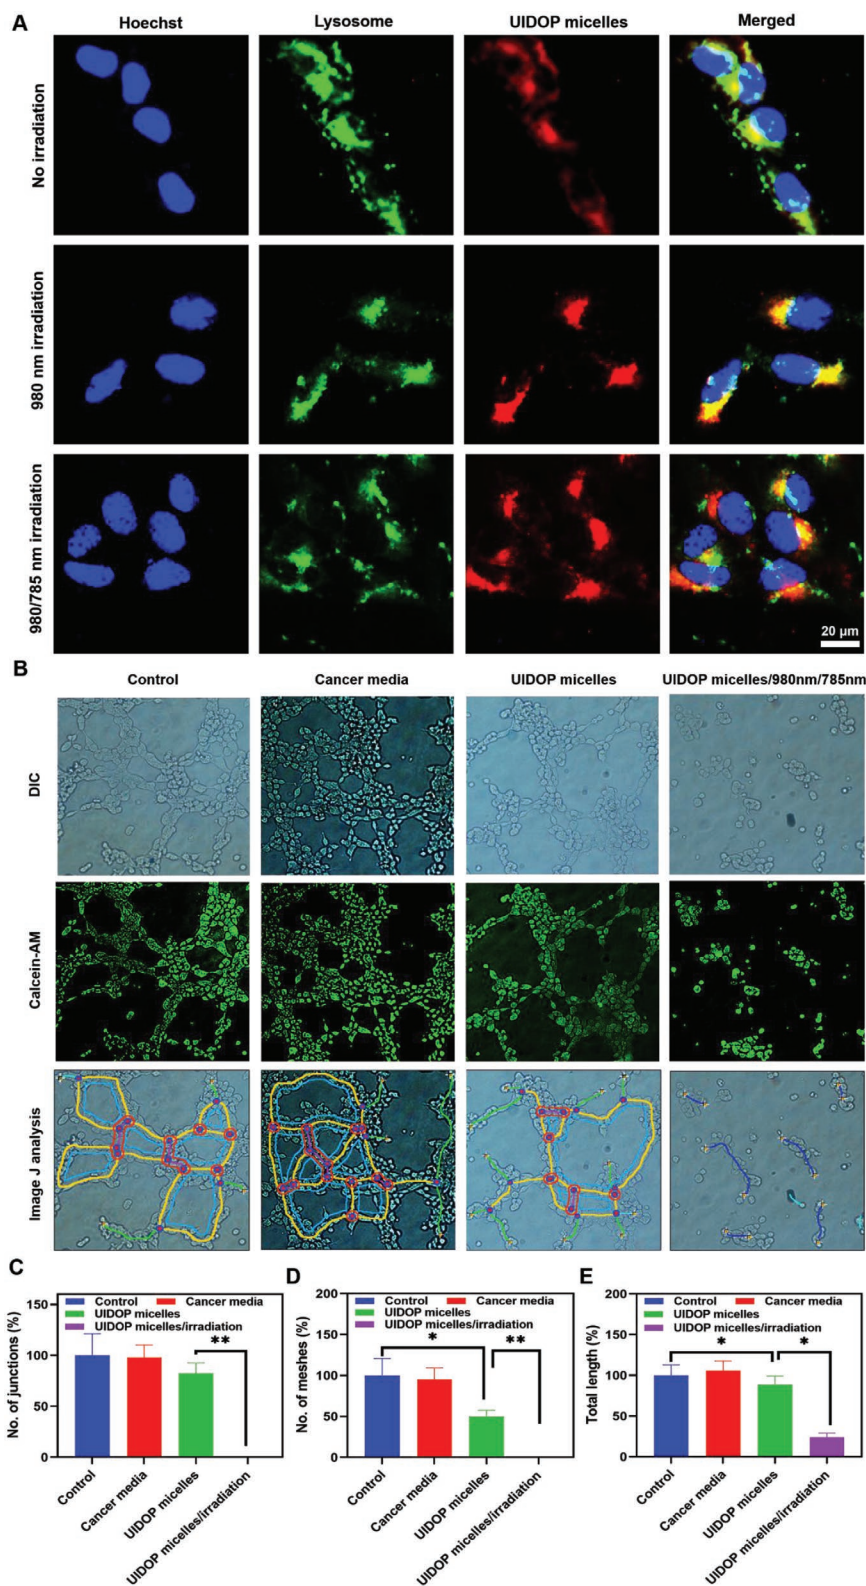 A
Hoechst Lysosome UIDOP micelles Merged
No irradiation
980 nm irradiation
980/785 nm irradiation
20 µm
B
Control Cancer media UIDOP micelles UIDOP micelles/980nm/785nm
DIC
Calcein-AM
Image J analysis
C
No. of junctions (%)
150
100
50
0
Control Cancer media
UIDOP micelles
UIDOP micelles/irradiation
**
Control
Cancer media
UIDOP micelles
UIDOP micelles/irradiation
D
No. of meshes (%)
200
150
100
50
0
Control Cancer media
UIDOP micelles
UIDOP micelles/irradiation
* **
Control
Cancer media
UIDOP micelles
UIDOP micelles/irradiation
E
Total length (%)
200
150
100
50
0
Control Cancer media
UIDOP micelles
UIDOP micelles/irradiation
* *
Control
Cancer media
UIDOP micelles
UIDOP micelles/irradiation